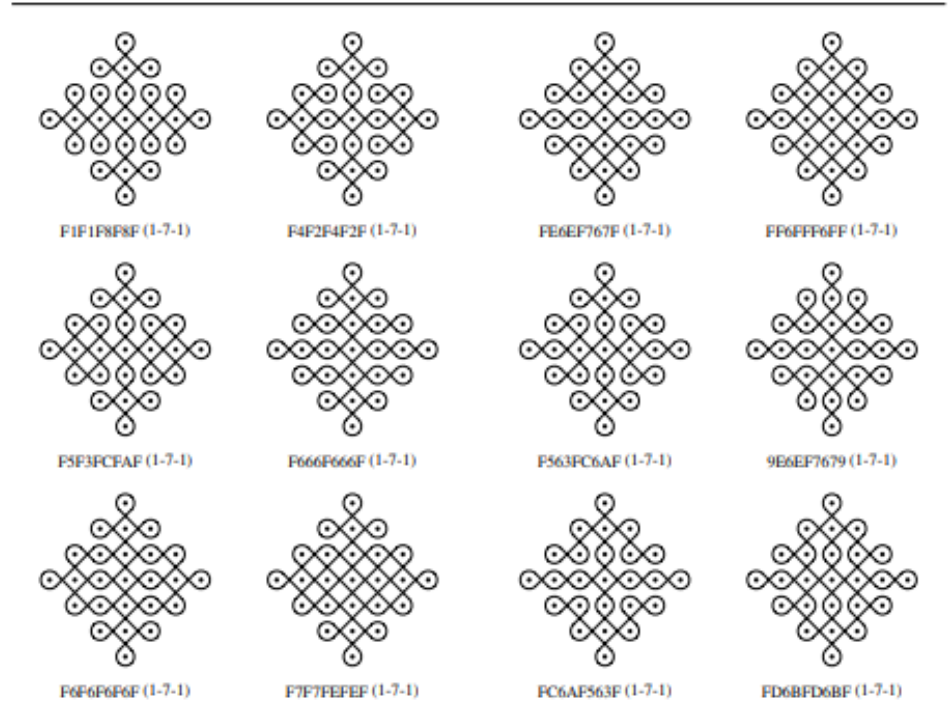 F1F1F8F8F (1-7-1)
F4F2F4F2F (1-7-1)
FE6EF767F (1-7-1)
FF6FFF6FF (1-7-1)
F5F3FCFAF (1-7-1)
F666F666F (1-7-1)
F563FC6AF (1-7-1)
9E6EF7679 (1-7-1)
F6F6F6F6F (1-7-1)
F7F7FEFEF (1-7-1)
FC6AF563F (1-7-1)
FD6BFD6BF (1-7-1)